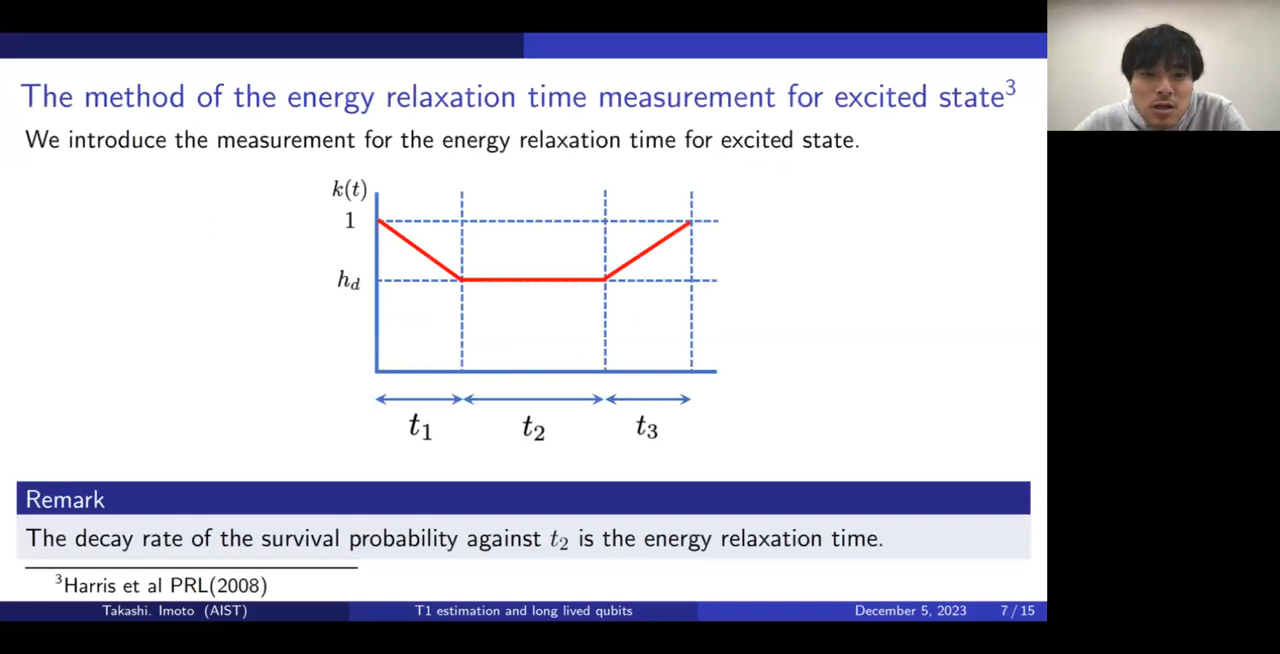 The method of the energy relaxation time measurement for excited state³
We introduce the measurement for the energy relaxation time for excited state.
k(t)
1
h_d
t₁ t₂ t₃
Remark
The decay rate of the survival probability against t₂ is the energy relaxation time.
³Harris et al PRL(2008)
Takashi. Imoto (AIST) T1 estimation and long lived qubits December 5, 2023 7 / 15